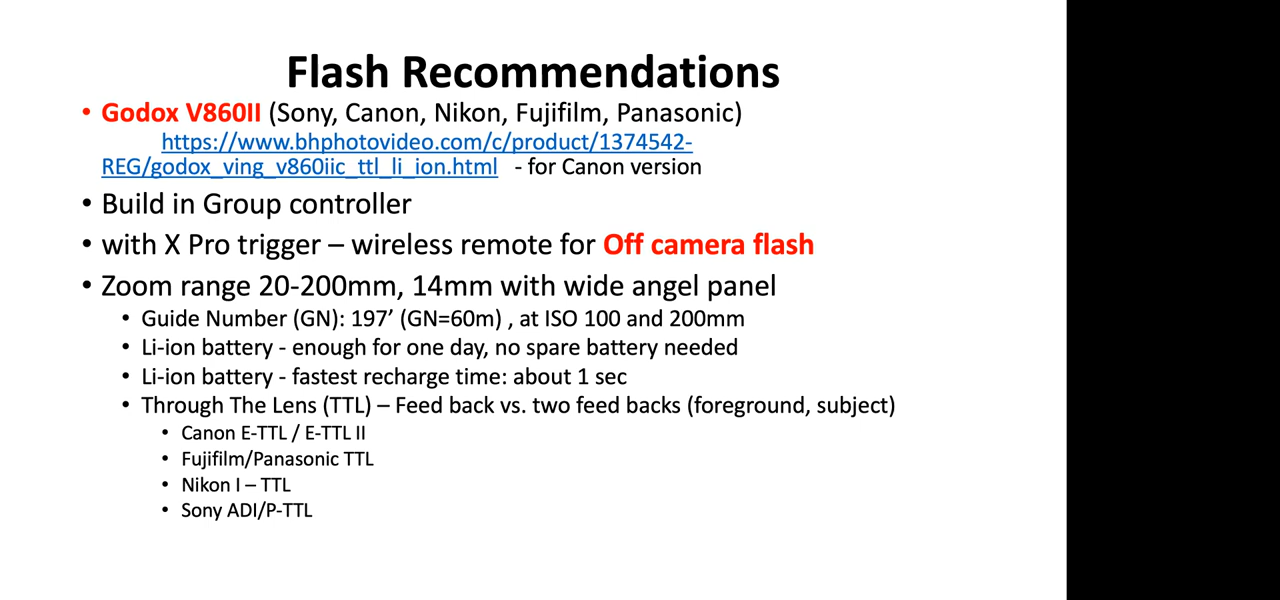 Flash Recommendations
• Godox V860II (Sony, Canon, Nikon, Fujifilm, Panasonic)
https://www.bhphotovideo.com/c/product/1374542-
REG/godox_ving_v860iic_ttl_li_ion.html - for Canon version
• Build in Group controller
• with X Pro trigger – wireless remote for Off camera flash
• Zoom range 20-200mm, 14mm with wide angel panel
• Guide Number (GN): 197’ (GN=60m) , at ISO 100 and 200mm
• Li-ion battery - enough for one day, no spare battery needed
• Li-ion battery - fastest recharge time: about 1 sec
• Through The Lens (TTL) – Feed back vs. two feed backs (foreground, subject)
• Canon E-TTL / E-TTL II
• Fujifilm/Panasonic TTL
• Nikon I – TTL
• Sony ADI/P-TTL